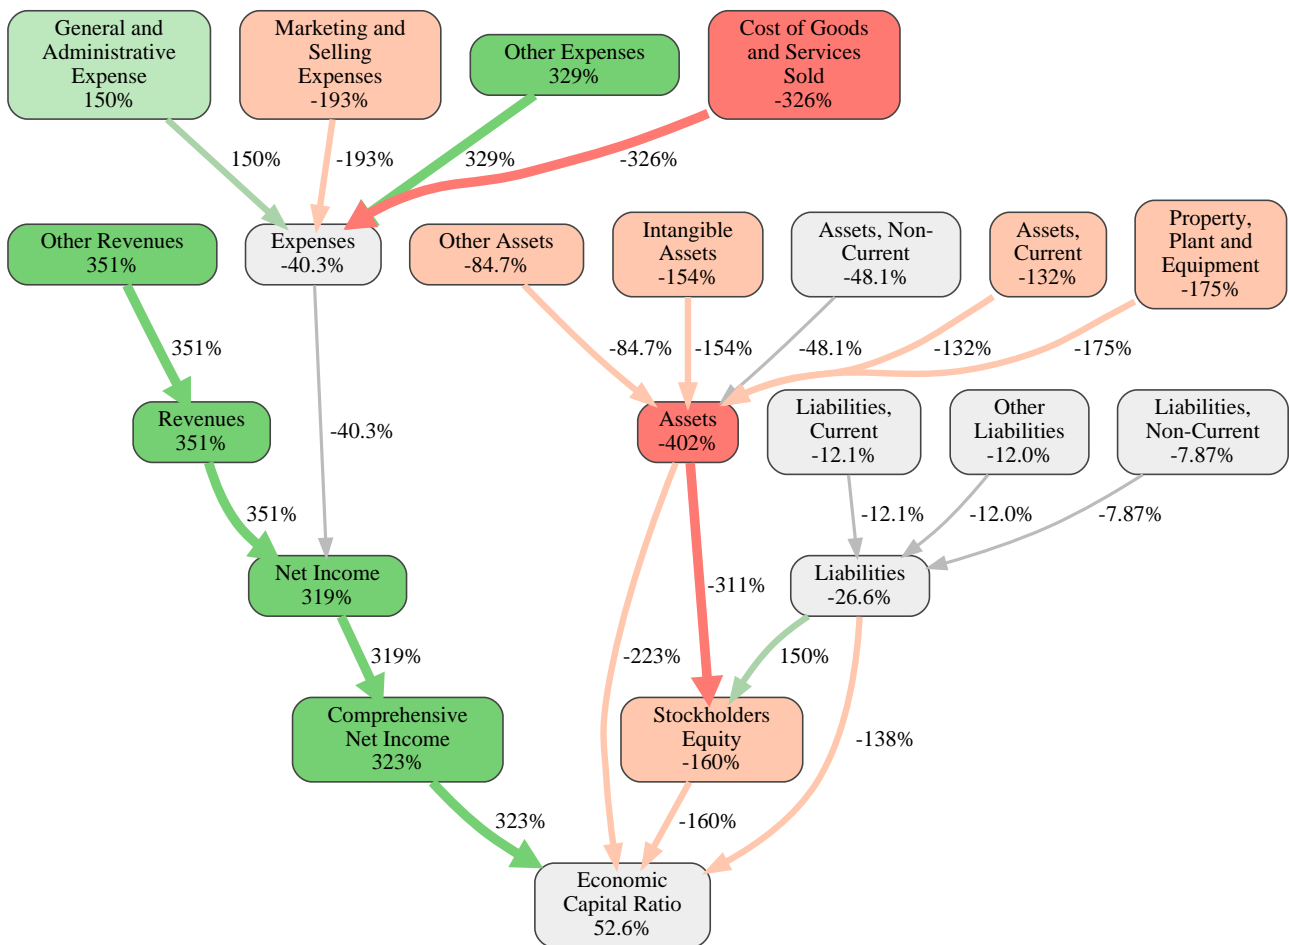 General and
Administrative
Expense
150%
Marketing and
Selling
Expenses
-193%
Other Expenses
329%
Cost of Goods
and Services
Sold
-326%
150%
-193%
329%
-326%
Other Revenues
351%
Expenses
-40.3%
Other Assets
-84.7%
Intangible
Assets
-154%
Assets, Non-
Current
-48.1%
Assets,
Current
-132%
Property,
Plant and
Equipment
-175%
351%
-84.7%
-154%
-48.1%
-132%
-175%
Revenues
351%
-40.3%
Assets
-402%
Liabilities,
Current
-12.1%
Other
Liabilities
-12.0%
Liabilities,
Non-Current
-7.87%
351%
-12.1%
-12.0%
-7.87%
Net Income
319%
-311%
Liabilities
-26.6%
319%
-223%
150%
Comprehensive
Net Income
323%
Stockholders
Equity
-160%
-138%
323%
-160%
Economic
Capital Ratio
52.6%